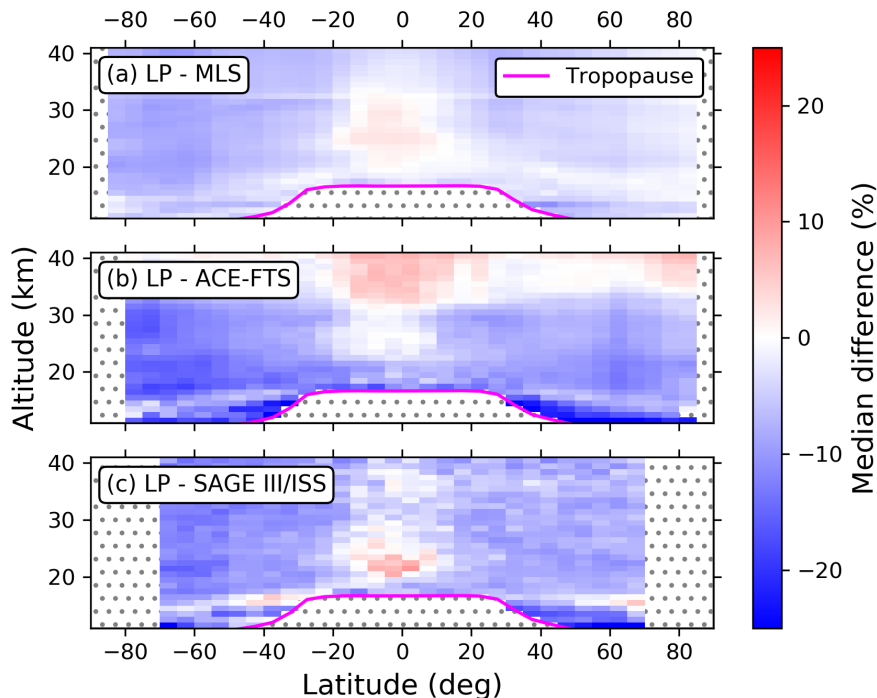 −80 −60 −40 −20 0 20 40 60 80
(a) LP - MLS
Tropopause
40
30
20
(b) LP - ACE-FTS
40
30
20
(c) LP - SAGE III/ISS
40
30
20
−80 −60 −40 −20 0 20 40 60 80
Latitude (deg)
Altitude (km)
20
10
0
−10
−20
Median difference (%)